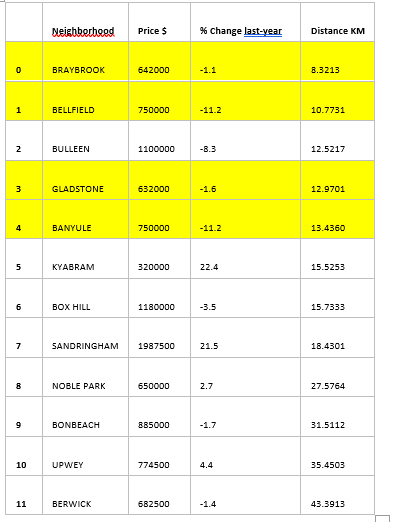 Neighborhood Price $ % Change last-year Distance KM
0 BRAYBROOK 642000 -1.1 8.3213
1 BELLFIELD 750000 -11.2 10.7731
2 BULLEEN 1100000 -8.3 12.5217
3 GLADSTONE 632000 -1.6 12.9701
4 BANYULE 750000 -11.2 13.4360
5 KYABRAM 320000 22.4 15.5253
6 BOX HILL 1180000 -3.5 15.7333
7 SANDRINGHAM 1987500 21.5 18.4301
8 NOBLE PARK 650000 2.7 27.5764
9 BONBEACH 885000 -1.7 31.5112
10 UPWEY 774500 4.4 35.4503
11 BERWICK 682500 -1.4 43.3913